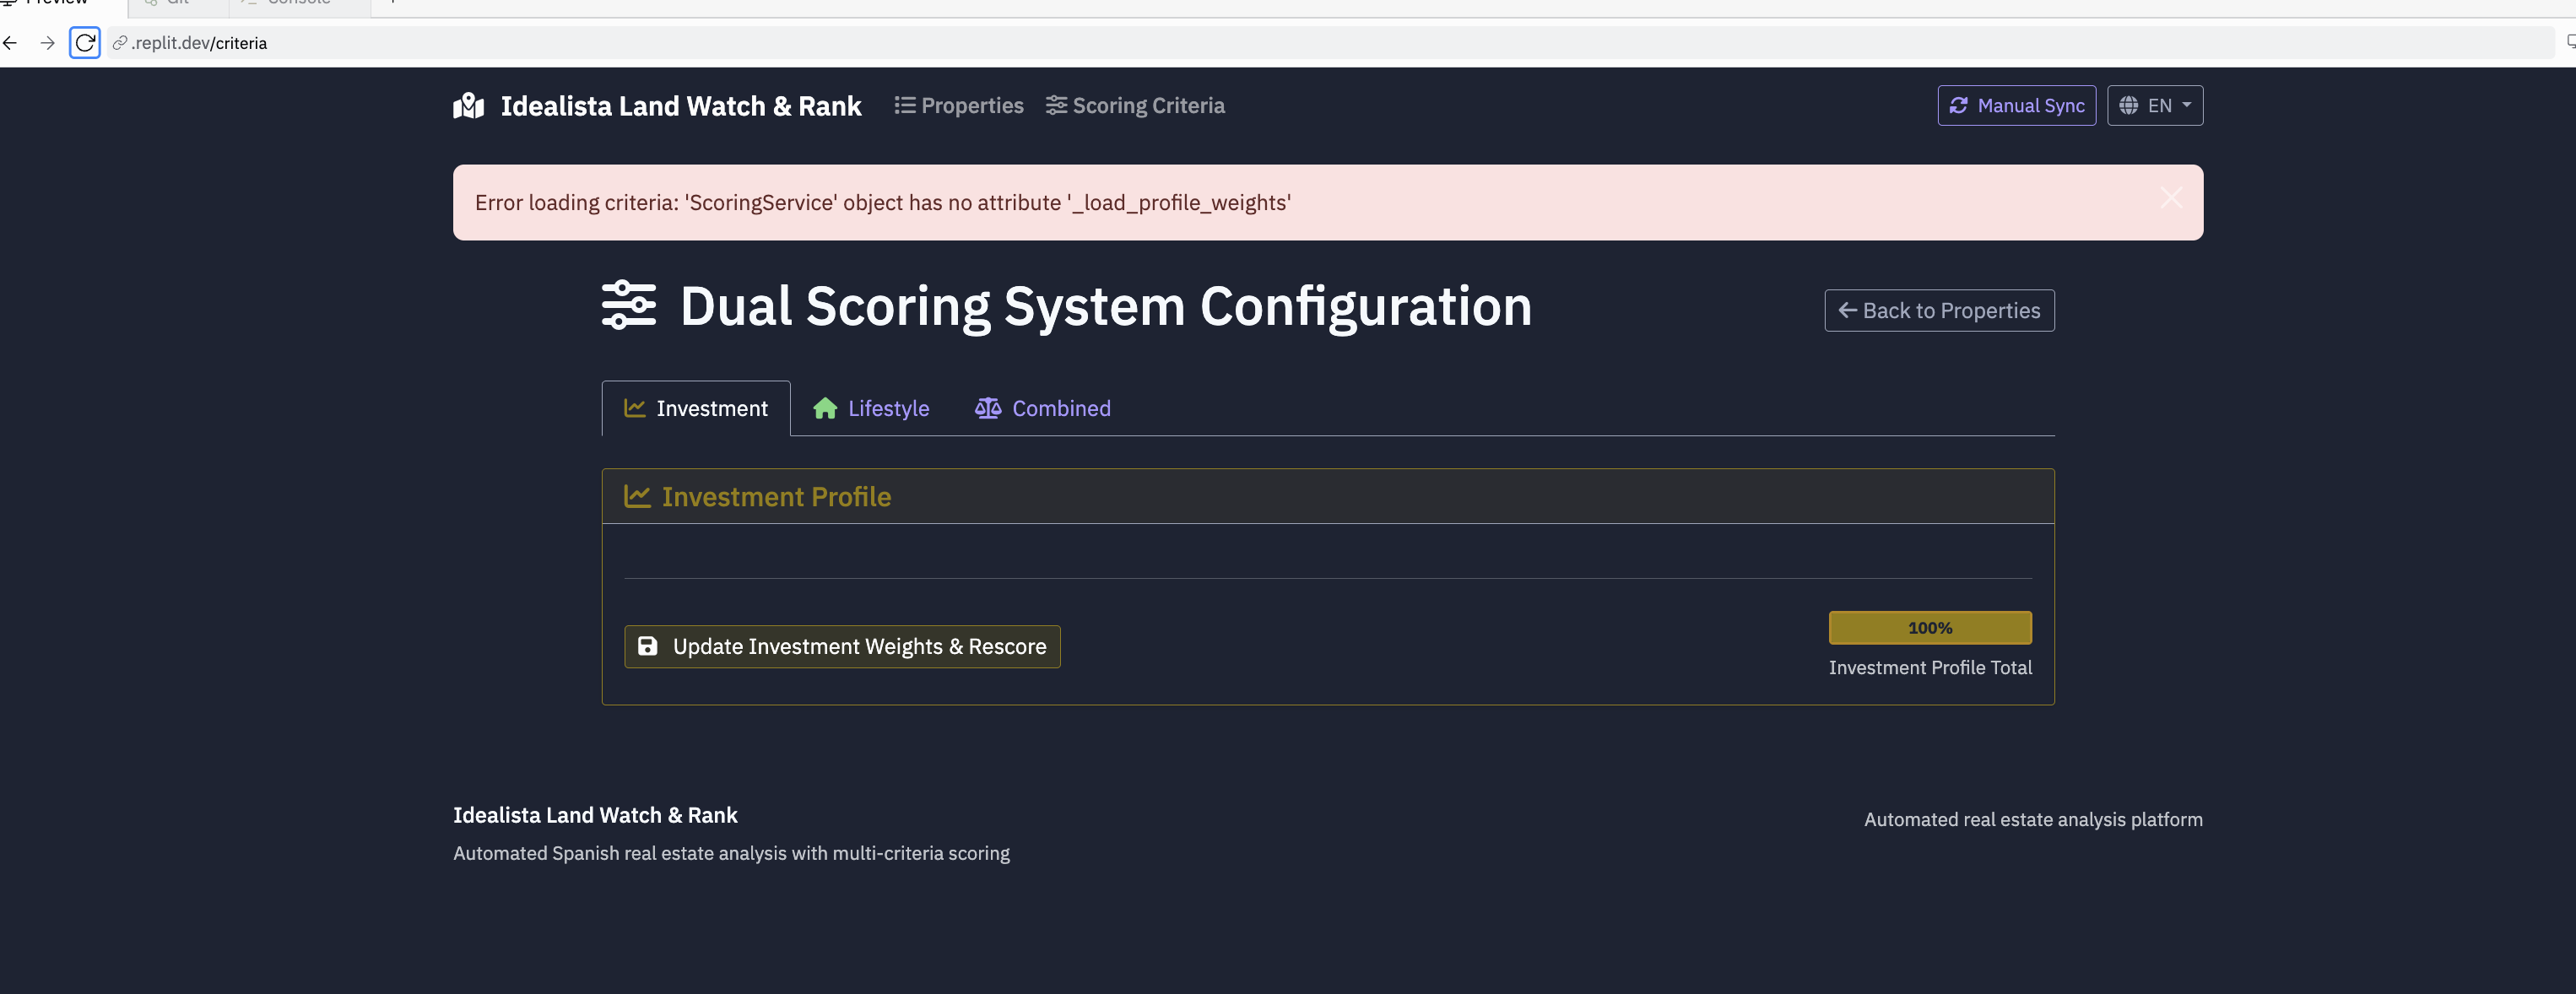 Preview Git Console
.replit.dev/criteria
Idealista Land Watch & Rank Properties Scoring Criteria Manual Sync EN
Error loading criteria: 'ScoringService' object has no attribute '_load_profile_weights'
Dual Scoring System Configuration
Back to Properties
Investment Lifestyle Combined
Investment Profile
100%
Update Investment Weights & Rescore
Investment Profile Total
Idealista Land Watch & Rank
Automated real estate analysis platform
Automated Spanish real estate analysis with multi-criteria scoring